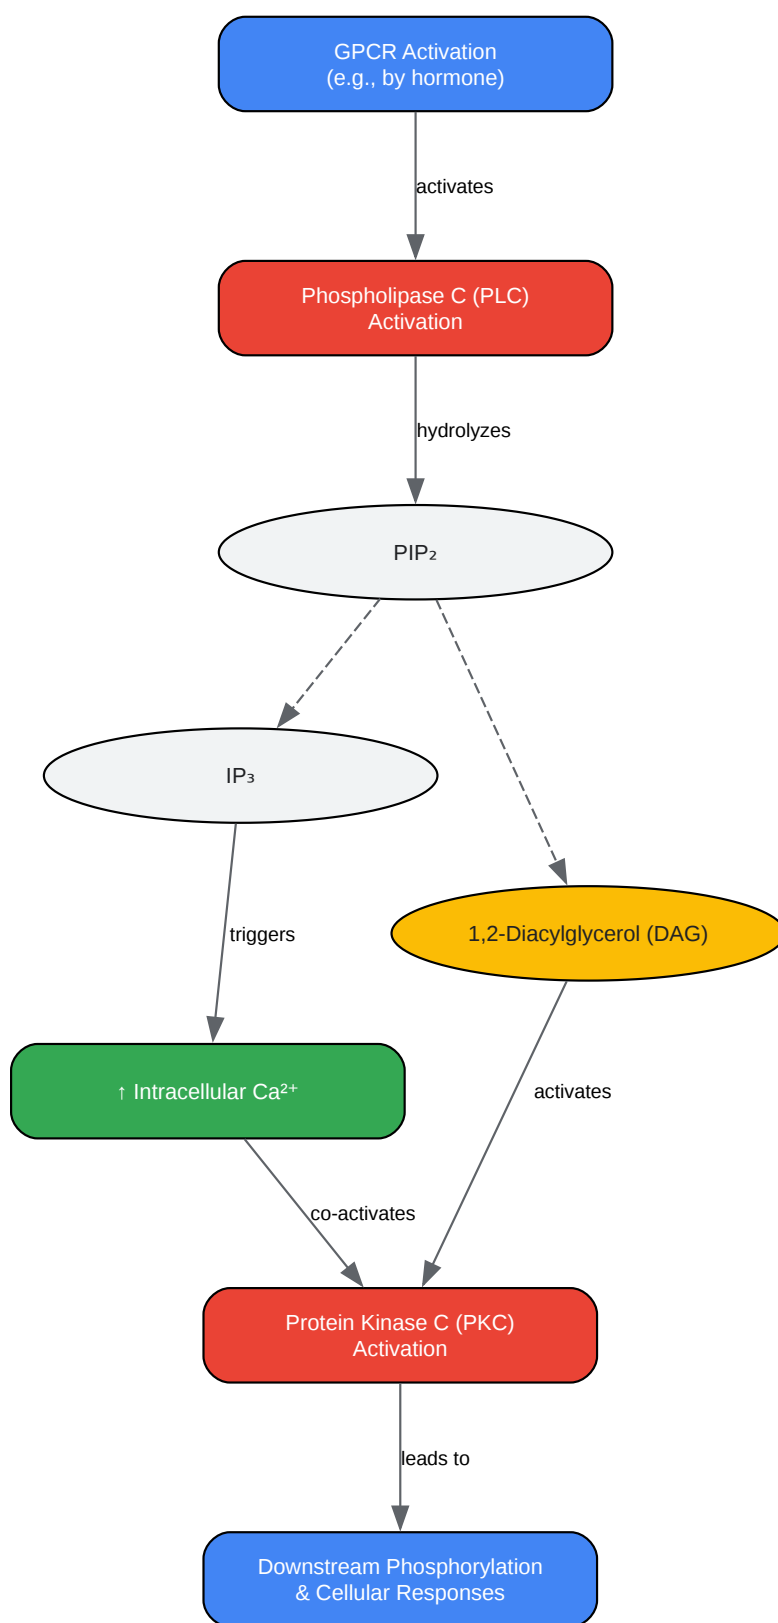 GPCR Activation
(e.g., by hormone)
activates
Phospholipase C (PLC)
Activation
hydrolyzes
PIP₂
IP₃
triggers
1,2-Diacylglycerol (DAG)
↑ Intracellular Ca²⁺
activates
co-activates
Protein Kinase C (PKC)
Activation
leads to
Downstream Phosphorylation
& Cellular Responses